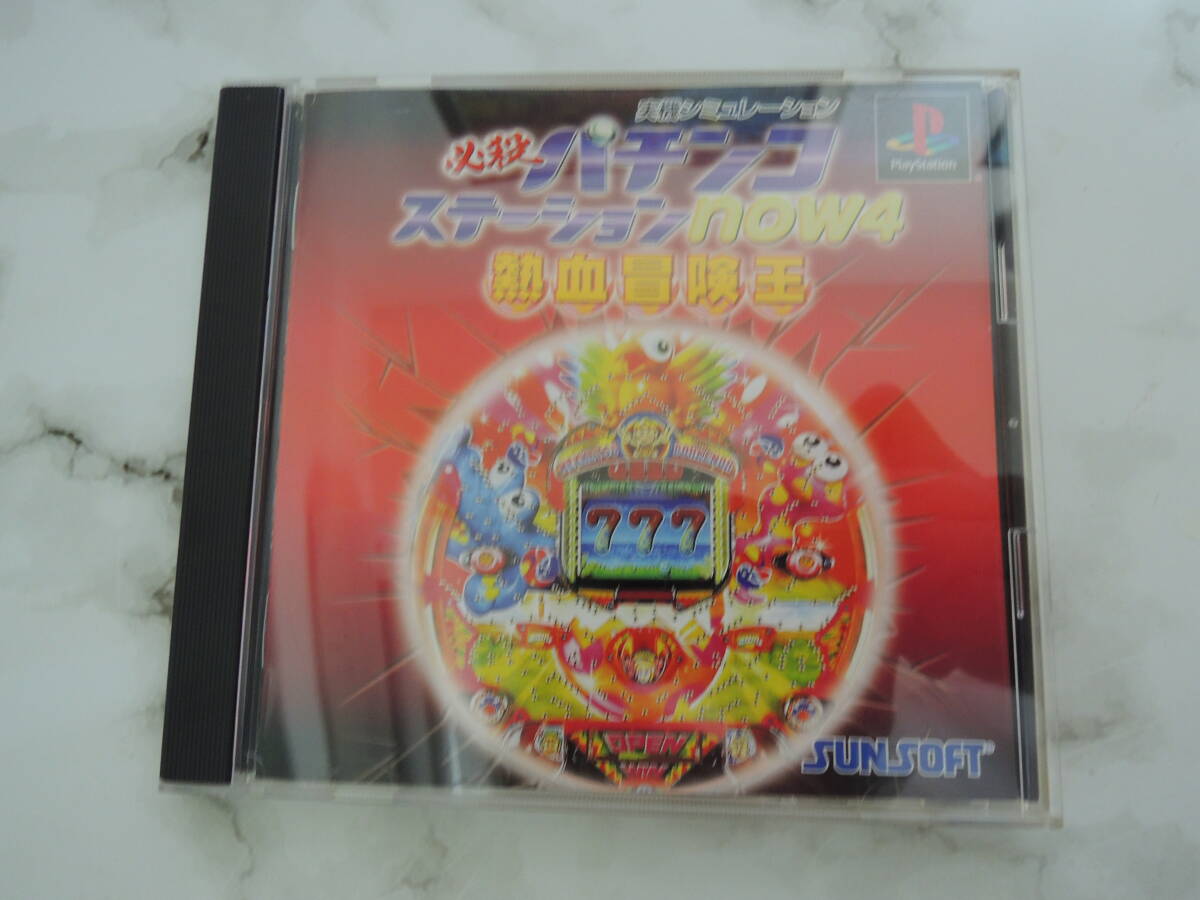 実機シミュレーション
必殺 パチンコ
ステーションnow4
熱血冒険王
PlayStation
777
OPEN
SUNSOFT